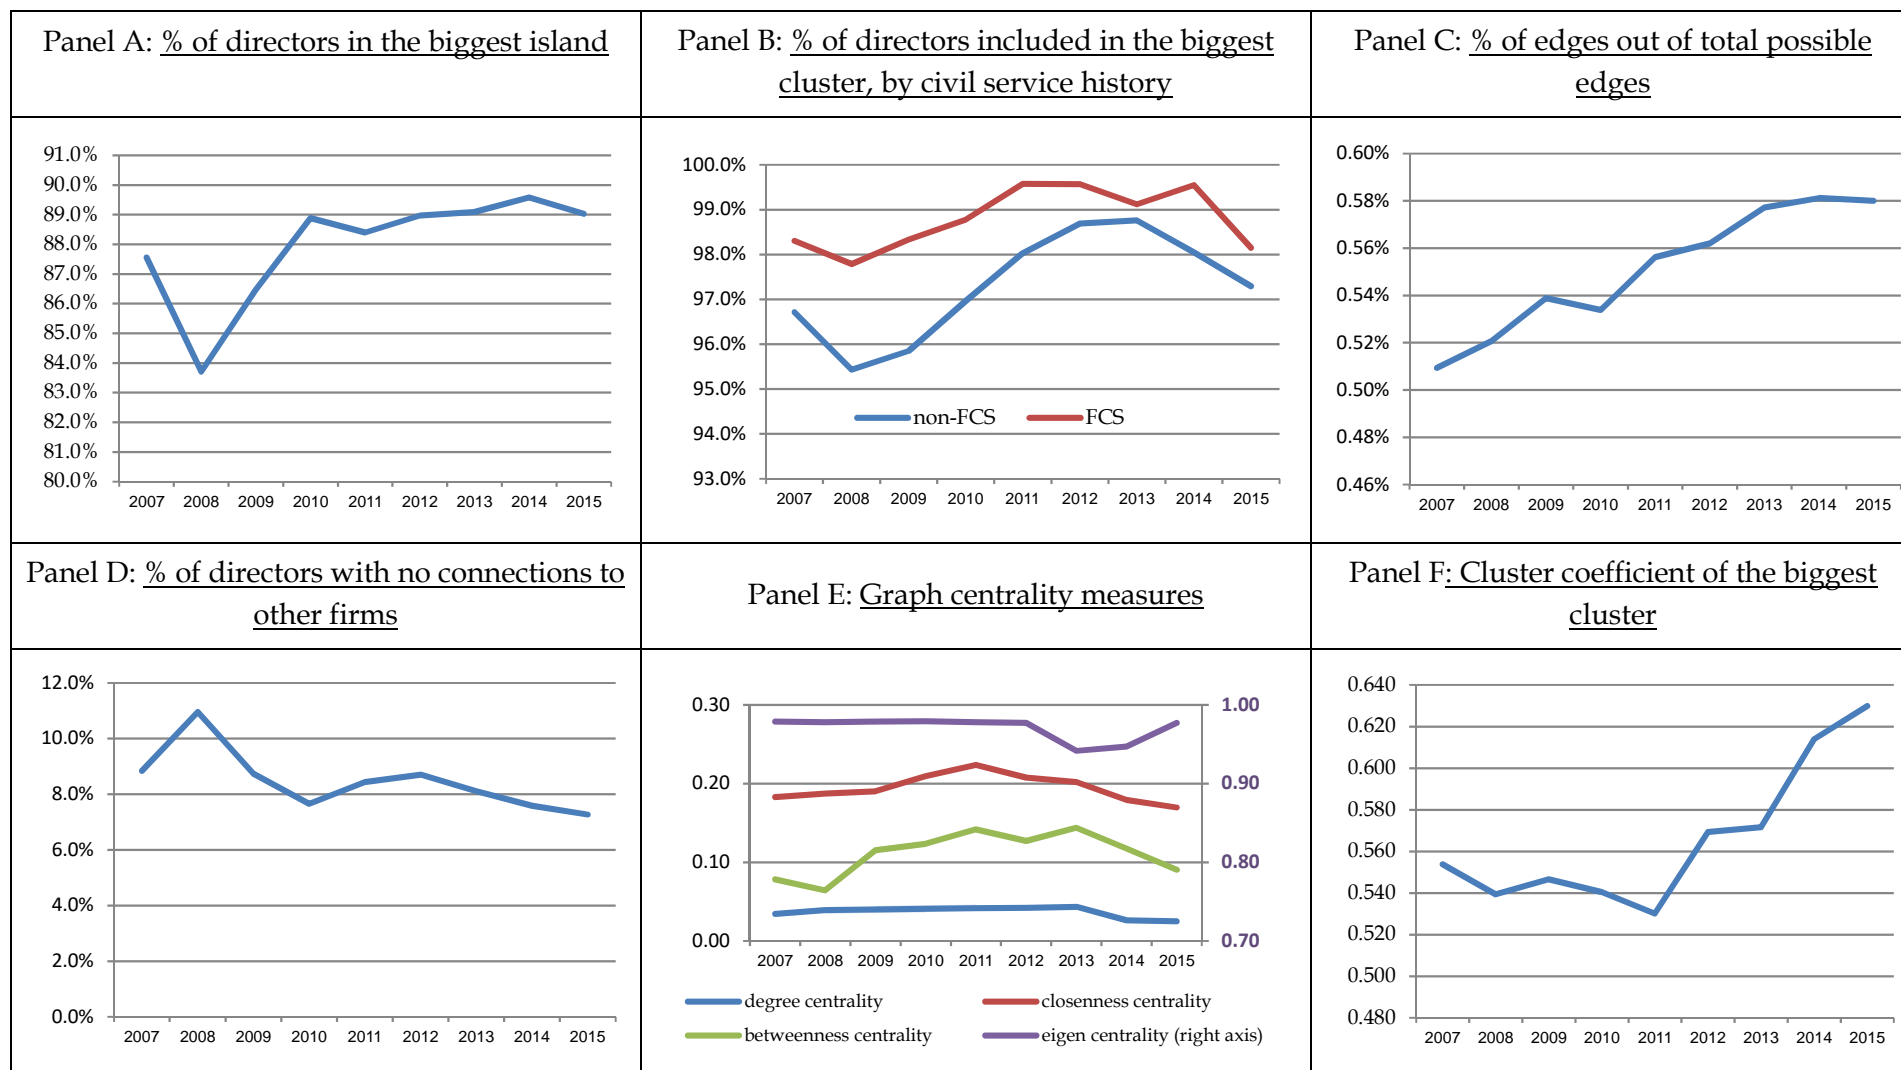 Panel A: % of directors in the biggest island
Panel B: % of directors included in the biggest
cluster, by civil service history
Panel C: % of edges out of total possible
edges
91.0%
90.0%
89.0%
88.0%
87.0%
86.0%
85.0%
84.0%
83.0%
82.0%
81.0%
80.0%
2007 2008 2009 2010 2011 2012 2013 2014 2015
100.0%
99.0%
98.0%
97.0%
96.0%
95.0%
94.0%
93.0%
non-FCS FCS
2007 2008 2009 2010 2011 2012 2013 2014 2015
0.60%
0.58%
0.56%
0.54%
0.52%
0.50%
0.48%
0.46%
2007 2008 2009 2010 2011 2012 2013 2014 2015
Panel D: % of directors with no connections to
other firms
Panel E: Graph centrality measures
Panel F: Cluster coefficient of the biggest
cluster
12.0%
10.0%
8.0%
6.0%
4.0%
2.0%
0.0%
2007 2008 2009 2010 2011 2012 2013 2014 2015
0.30
0.20
0.10
0.00
1.00
0.90
0.80
0.70
2007 2008 2009 2010 2011 2012 2013 2014 2015
degree centrality closenness centrality
betweenness centrality eigen centrality (right axis)
0.640
0.620
0.600
0.580
0.560
0.540
0.520
0.500
0.480
2007 2008 2009 2010 2011 2012 2013 2014 2015